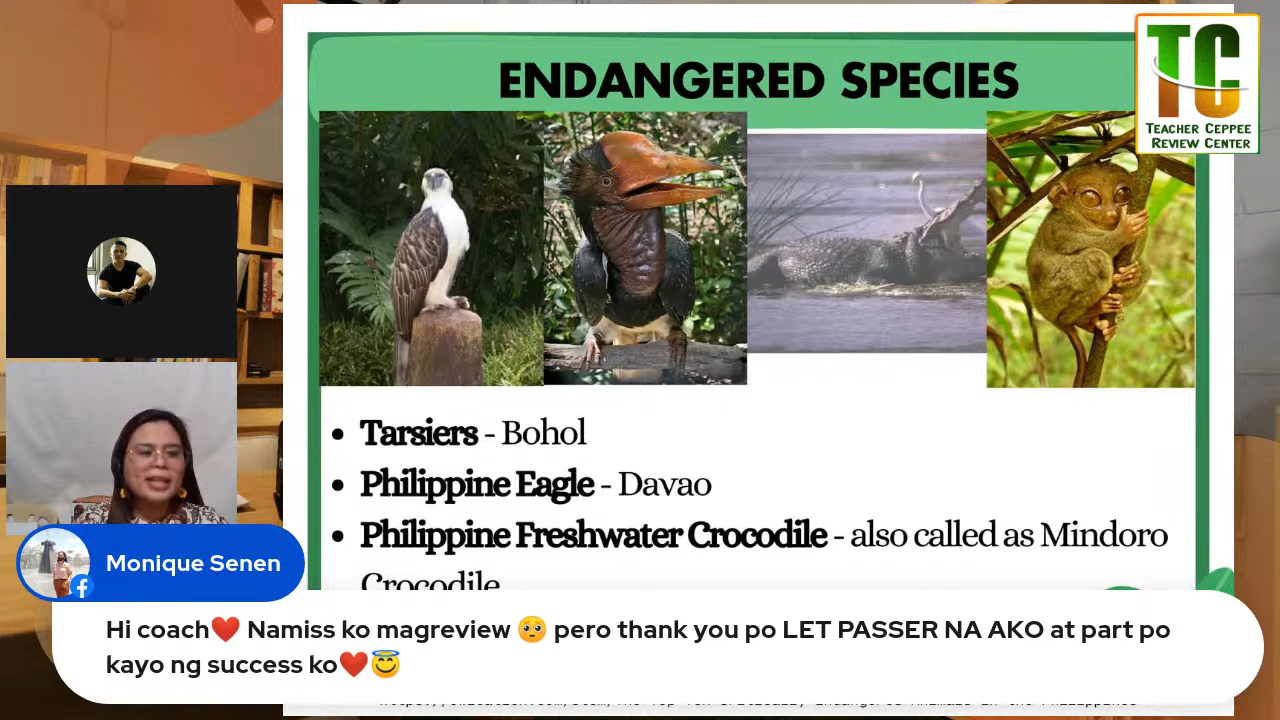 ENDANGERED SPECIES
TC
TEACHER CEPPEE
REVIEW CENTER
• Tarsiers - Bohol
• Philippine Eagle - Davao
• Philippine Freshwater Crocodile - also called as Mindoro
Crocodile
Monique Senen
Hi coach❤️ Namiss ko magreview 🥺 pero thank you po LET PASSER NA AKO at part po
kayo ng success ko❤️😇